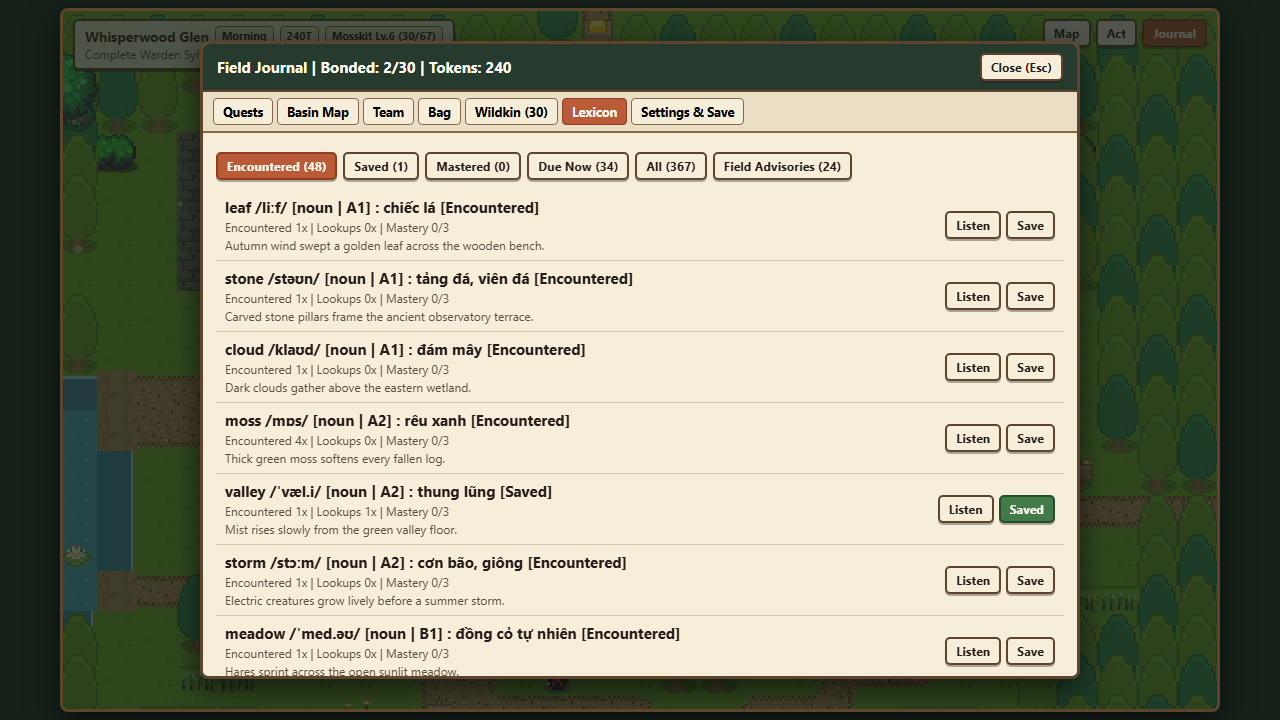 Whisperwood Glen
Morning
240T
Mosskit Lv.6 (30/67)
Complete Warden Syl
Map
Act
Journal
Field Journal | Bonded: 2/30 | Tokens: 240
Close (Esc)
Quests
Basin Map
Team
Bag
Wildkin (30)
Lexicon
Settings & Save
Encountered (48)
Saved (1)
Mastered (0)
Due Now (34)
All (367)
Field Advisories (24)
leaf /liːf/ [noun | A1] : chiếc lá [Encountered]
Encountered 1x | Lookups 0x | Mastery 0/3
Autumn wind swept a golden leaf across the wooden bench.
Listen
Save
stone /stəʊn/ [noun | A1] : tảng đá, viên đá [Encountered]
Encountered 1x | Lookups 0x | Mastery 0/3
Carved stone pillars frame the ancient observatory terrace.
Listen
Save
cloud /klaʊd/ [noun | A1] : đám mây [Encountered]
Encountered 1x | Lookups 0x | Mastery 0/3
Dark clouds gather above the eastern wetland.
Listen
Save
moss /mɒs/ [noun | A2] : rêu xanh [Encountered]
Encountered 4x | Lookups 0x | Mastery 0/3
Thick green moss softens every fallen log.
Listen
Save
valley /ˈvæl.i/ [noun | A2] : thung lũng [Saved]
Encountered 1x | Lookups 1x | Mastery 0/3
Mist rises slowly from the green valley floor.
Listen
Saved
storm /stɔːm/ [noun | A2] : cơn bão, giông [Encountered]
Encountered 1x | Lookups 0x | Mastery 0/3
Electric creatures grow lively before a summer storm.
Listen
Save
meadow /ˈmed.əʊ/ [noun | B1] : đồng cỏ tự nhiên [Encountered]
Encountered 1x | Lookups 0x | Mastery 0/3
Hares sprint across the open sunlit meadow.
Listen
Save